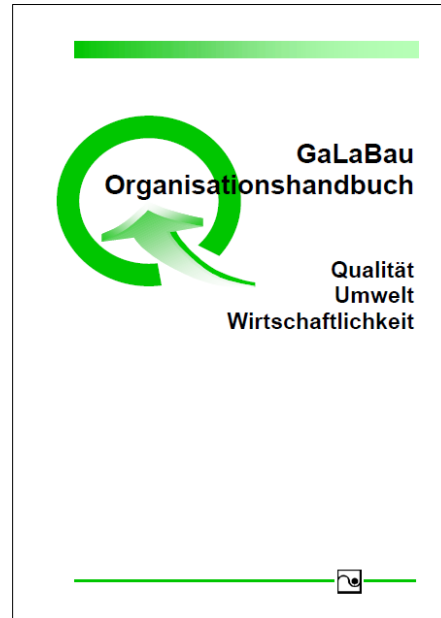 GaLaBau
Organisationshandbuch
Qualität
Umwelt
Wirtschaftlichkeit